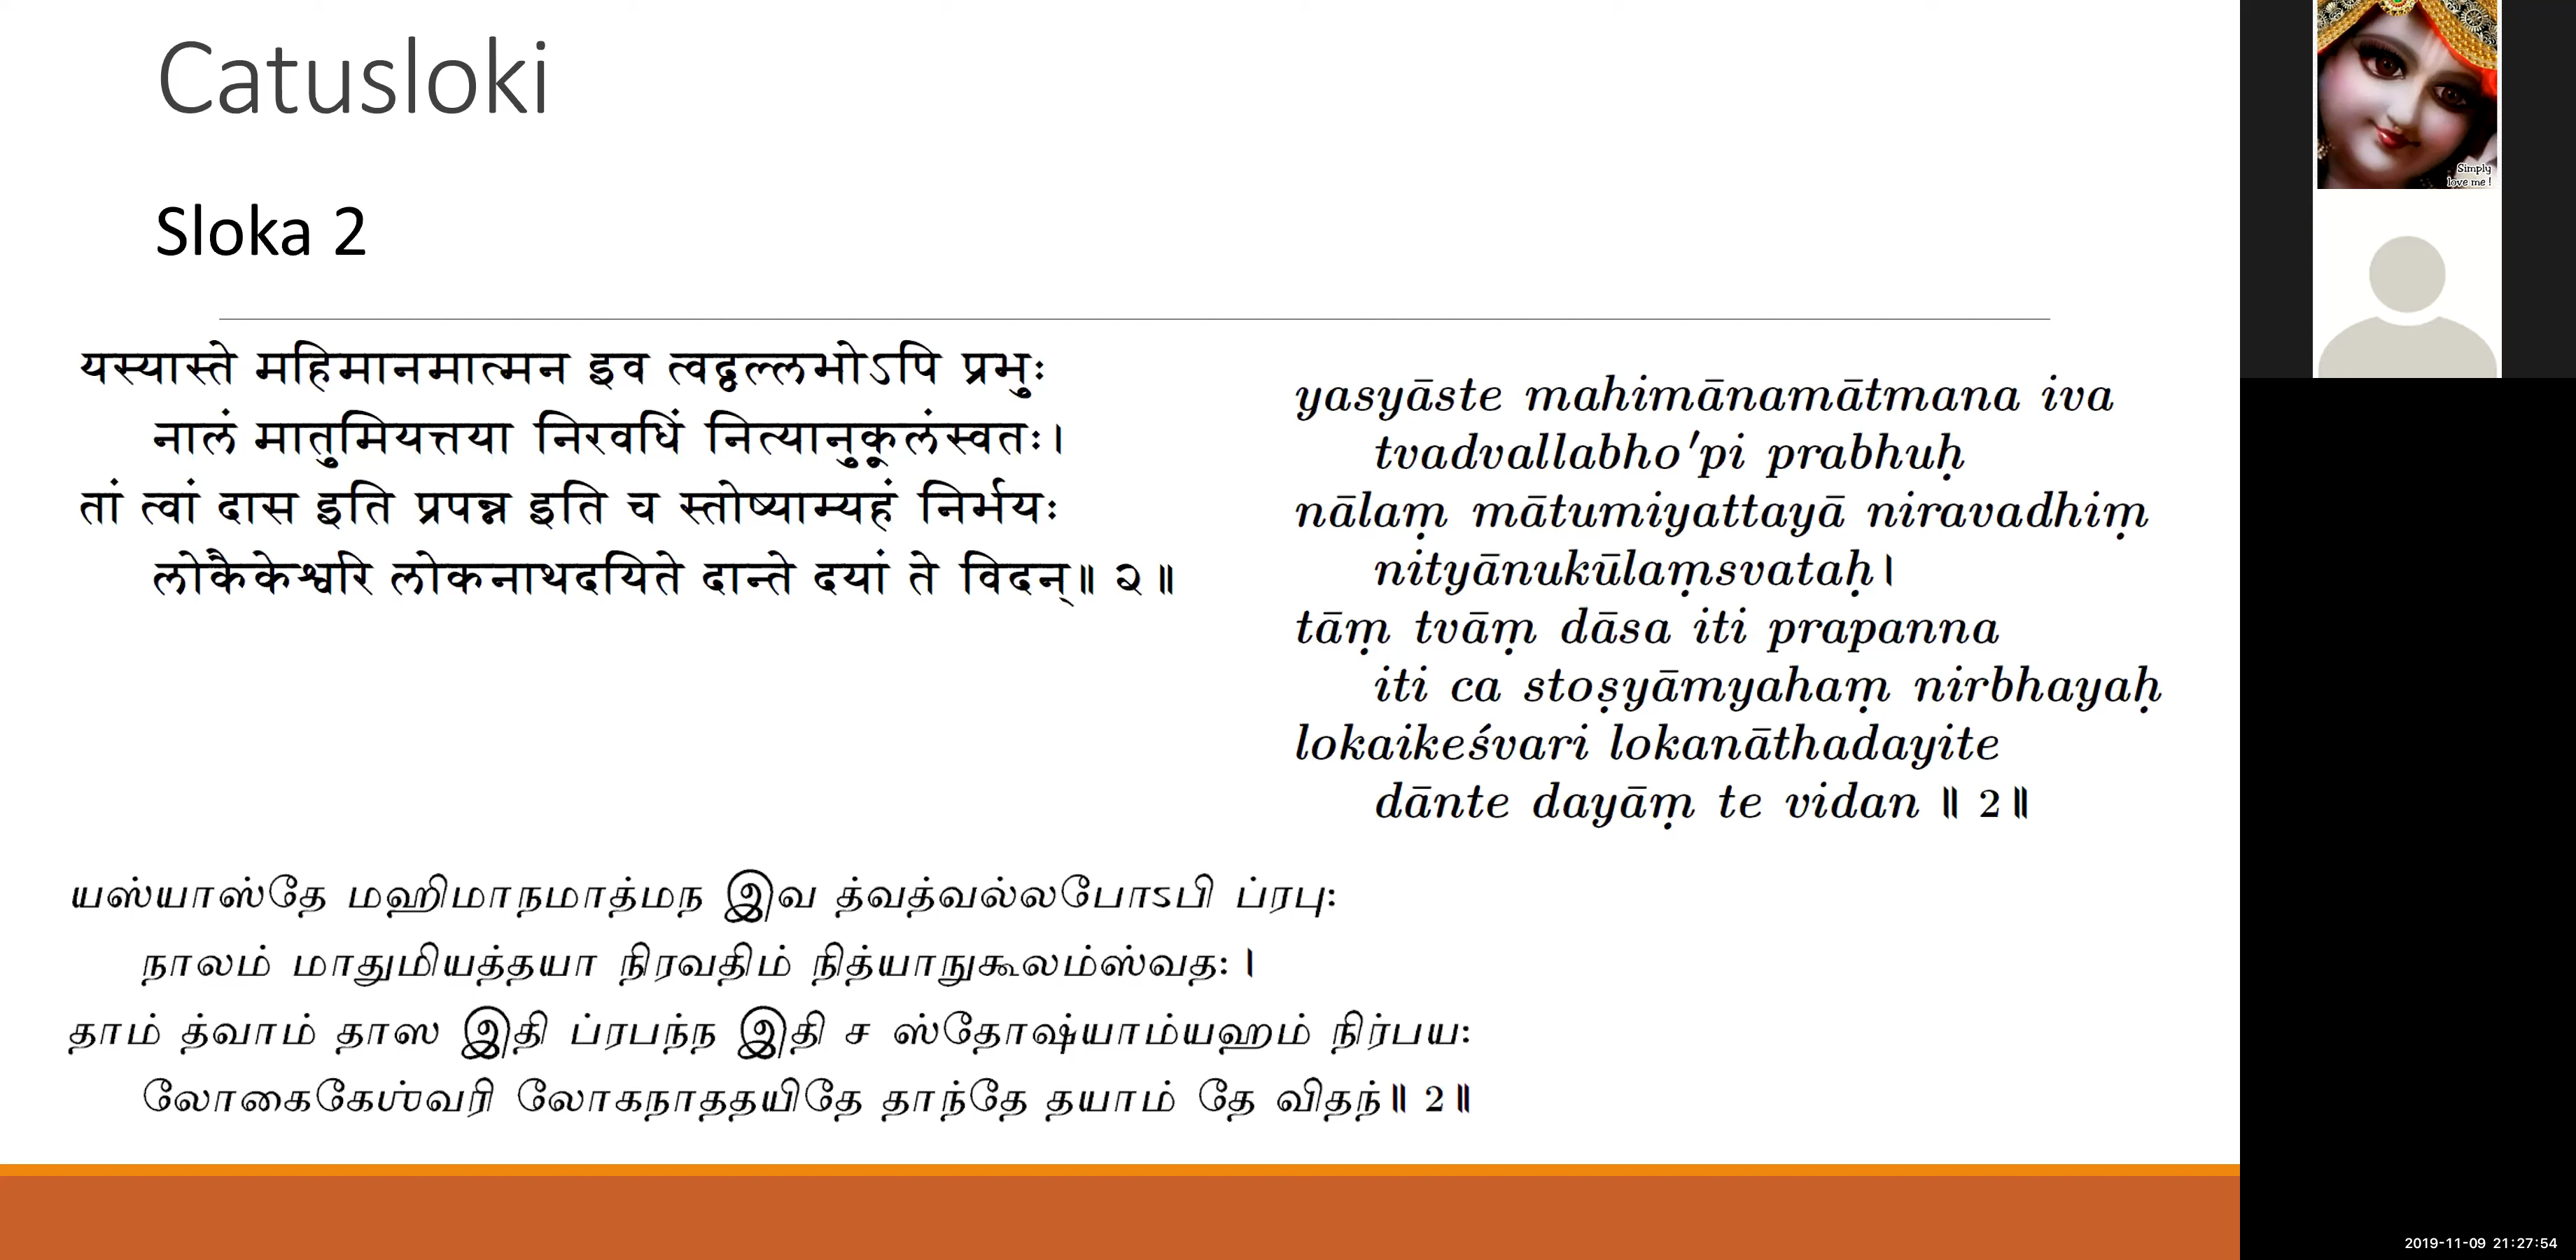 Catusloki
Sloka 2
यस्यास्ते महिमानमात्मन इव त्वद्वल्लभोऽपि प्रभुः
नालं मातुमियत्तया निरवधिं नित्यानुकूलंस्वतः।
तां त्वां दास इति प्रपन्न इति च स्तोष्याम्यहं निर्भयः
लोकैकेश्वरि लोकनाथदयिते दान्ते दयां ते विदन्॥ २ ॥
yasyāste mahimānamātmana iva
tvadvallabho'pi prabhuḥ
nālaṃ mātumiyattayā niravadhiṃ
nityānukūlaṃsvataḥ।
tāṃ tvāṃ dāsa iti prapanna
iti ca stoṣyāmyahaṃ nirbhayaḥ
lokaikeśvari lokanāthadayite
dānte dayāṃ te vidan ॥ 2॥
யஸ்யாஸ்தே மஹிமாநமாத்மந இவ த்வத்வல்லபோऽபி ப்ரபு:
நாலம் மாதுமியத்தயா நிரவதிம் நித்யாநுகூலம்ஸ்வத: ।
தாம் த்வாம் தாஸ இதி ப்ரபந்ந இதி ச ஸ்தோஷ்யாம்யஹம் நிர்பய:
லோகைகேஶ்வரி லோகநாததயிதே தாந்தே தயாம் தே விதந்॥ 2॥
Simply
love me !
2019-11-09 21:27:54